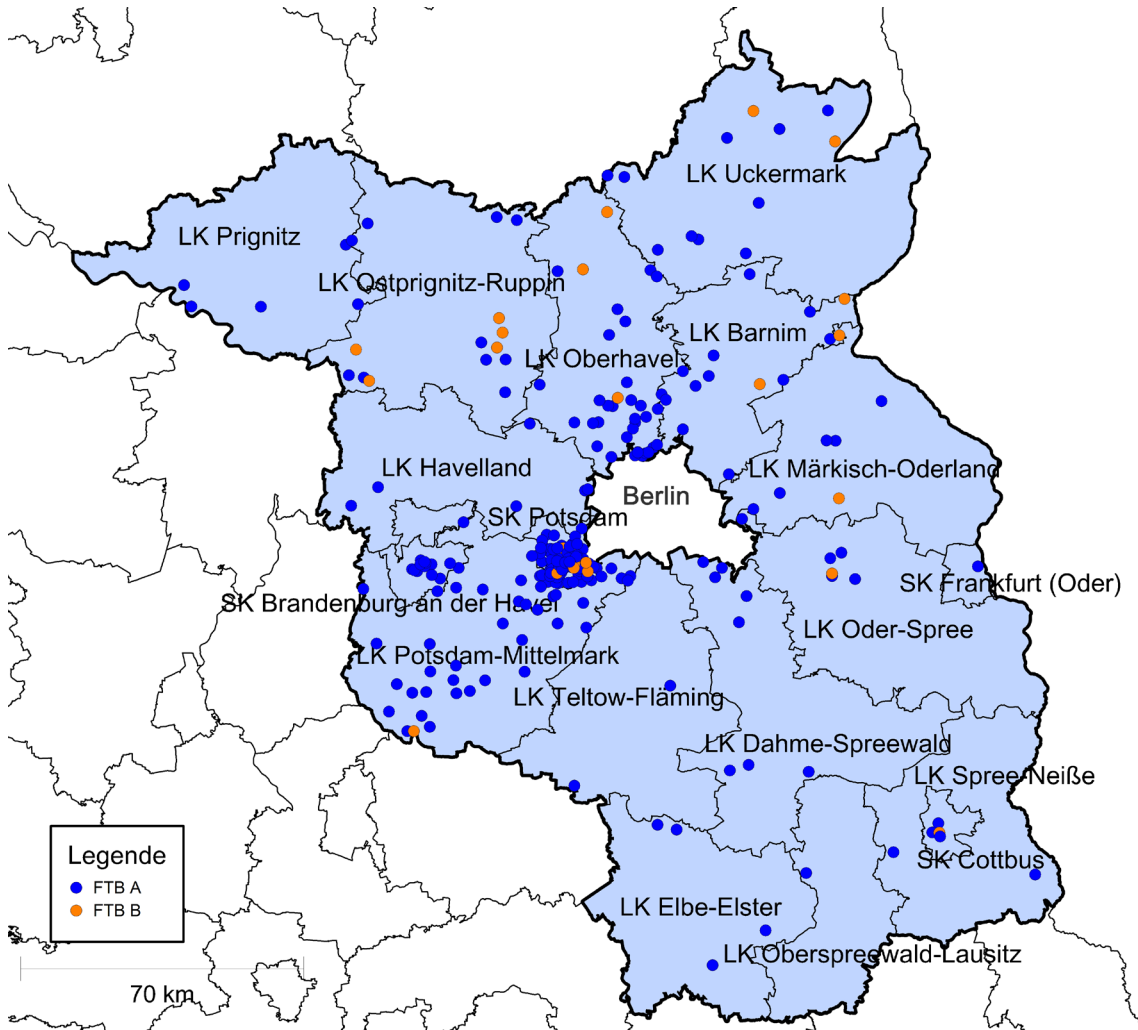 LK Uckermark
LK Prignitz
LK Ostprignitz-Ruppin
LK Barnim
LK Oberhavel
LK Havelland
LK Märkisch-Oderland
Berlin
SK Potsdam
SK Frankfurt (Oder)
SK Brandenburg an der Havel
LK Oder-Spree
LK Potsdam-Mittelmark
LK Teltow-Fläming
LK Dahme-Spreewald
LK Spree-Neiße
Legende
FTB A
FTB B
SK Cottbus
LK Elbe-Elster
LK Oberspreewald-Lausitz
70 km